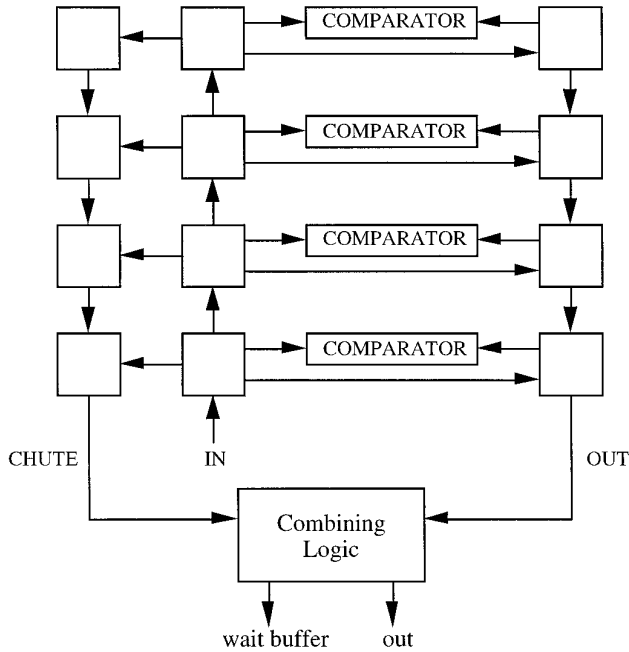 COMPARATOR
COMPARATOR
COMPARATOR
COMPARATOR
CHUTE
IN
OUT
Combining
Logic
wait buffer
out